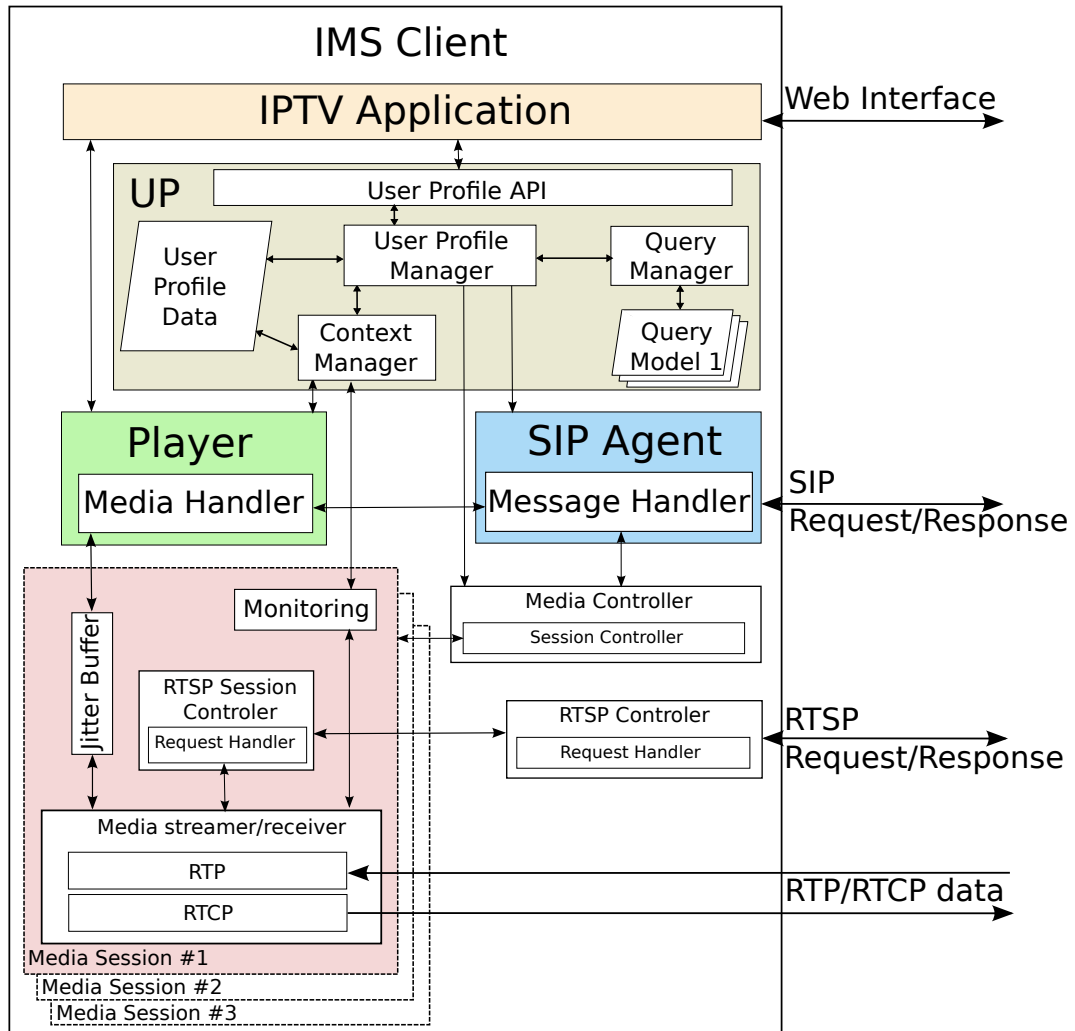 IMS Client
IPTV Application
Web Interface
UP
User Profile API
User
Profile
Data
User Profile
Manager
Query
Manager
Context
Manager
Query
Model 1
Player
Media Handler
SIP Agent
Message Handler
SIP
Request/Response
Monitoring
Jitter Buffer
Media Controller
Session Controller
RTSP Session
Controler
Request Handler
RTSP Controler
Request Handler
RTSP
Request/Response
Media streamer/receiver
RTP
RTCP
RTP/RTCP data
Media Session #1
Media Session #2
Media Session #3